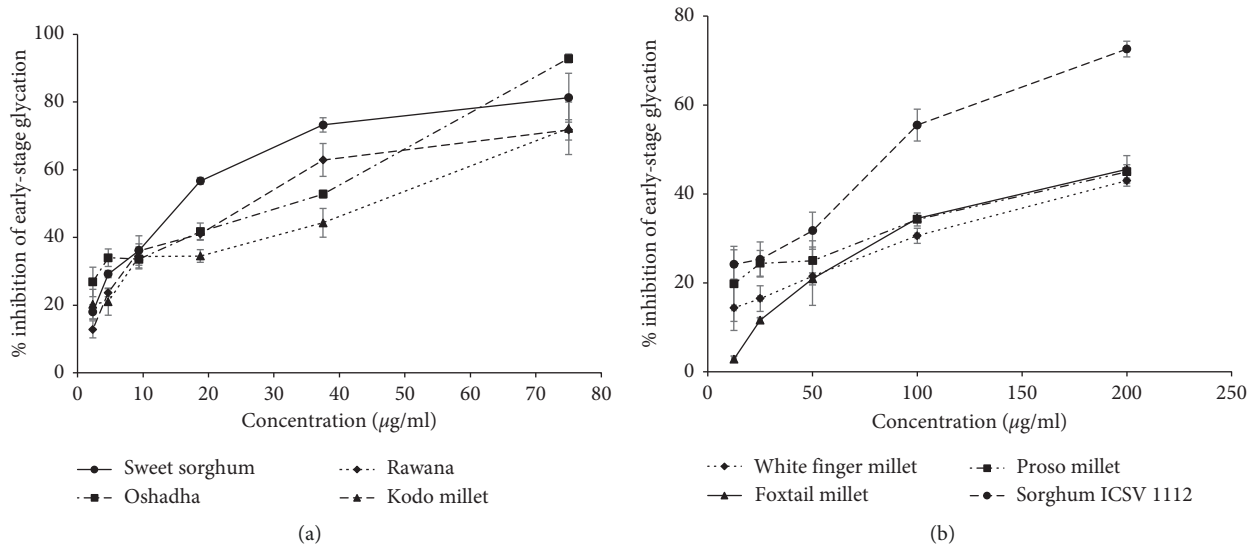 100
80
60
40
20
0
% inhibition of early-stage glycation
0 10 20 30 40 50 60 70 80
Concentration (µg/ml)
Sweet sorghum
Oshadha
Rawana
Kodo millet
(a)
80
60
40
20
0
% inhibition of early-stage glycation
0 50 100 150 200 250
Concentration (µg/ml)
White finger millet
Foxtail millet
Proso millet
Sorghum ICSV 1112
(b)